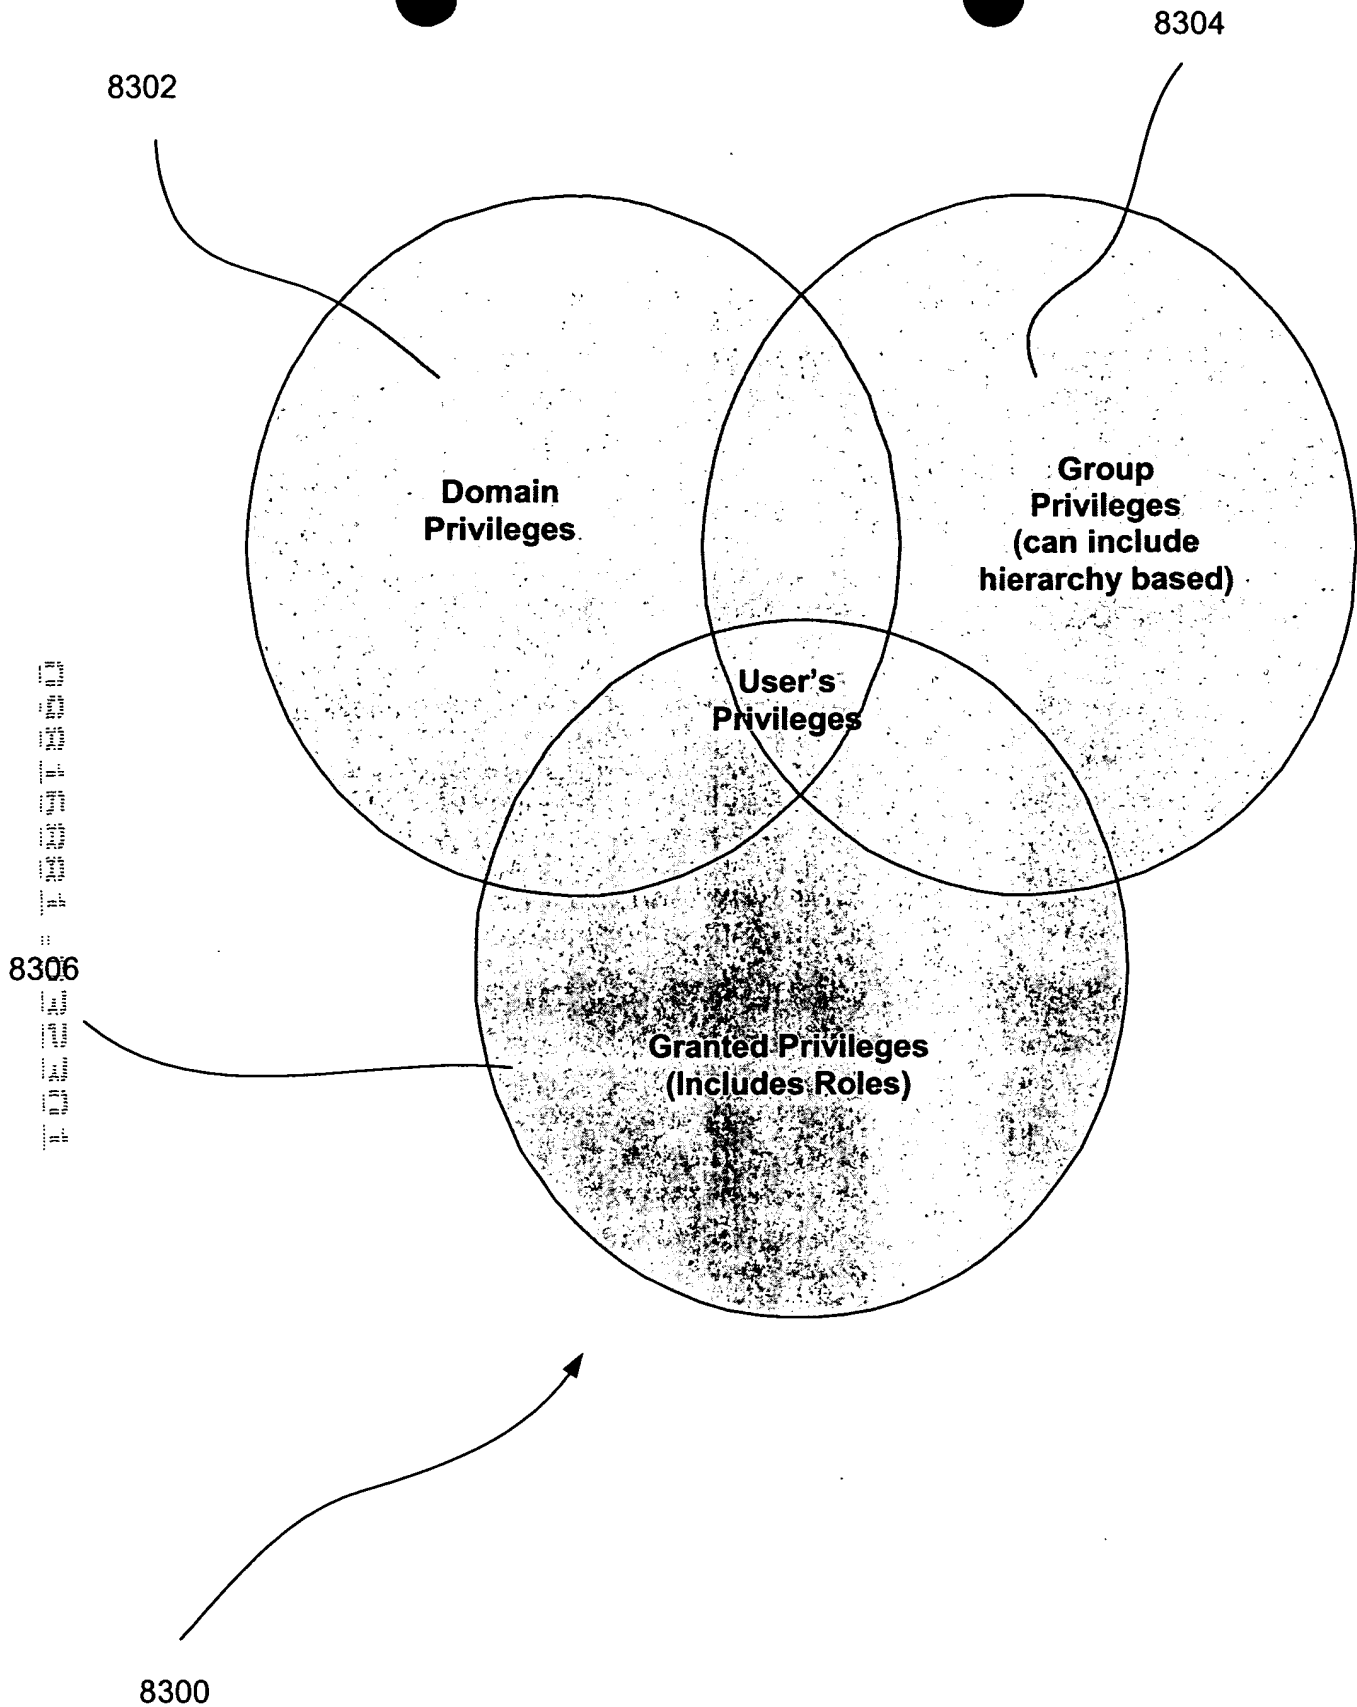 8304
8302
Domain
Privileges
Group
Privileges
(can include
hierarchy based)
User's
Privileges
8306
Granted Privileges
(Includes Roles)
8300